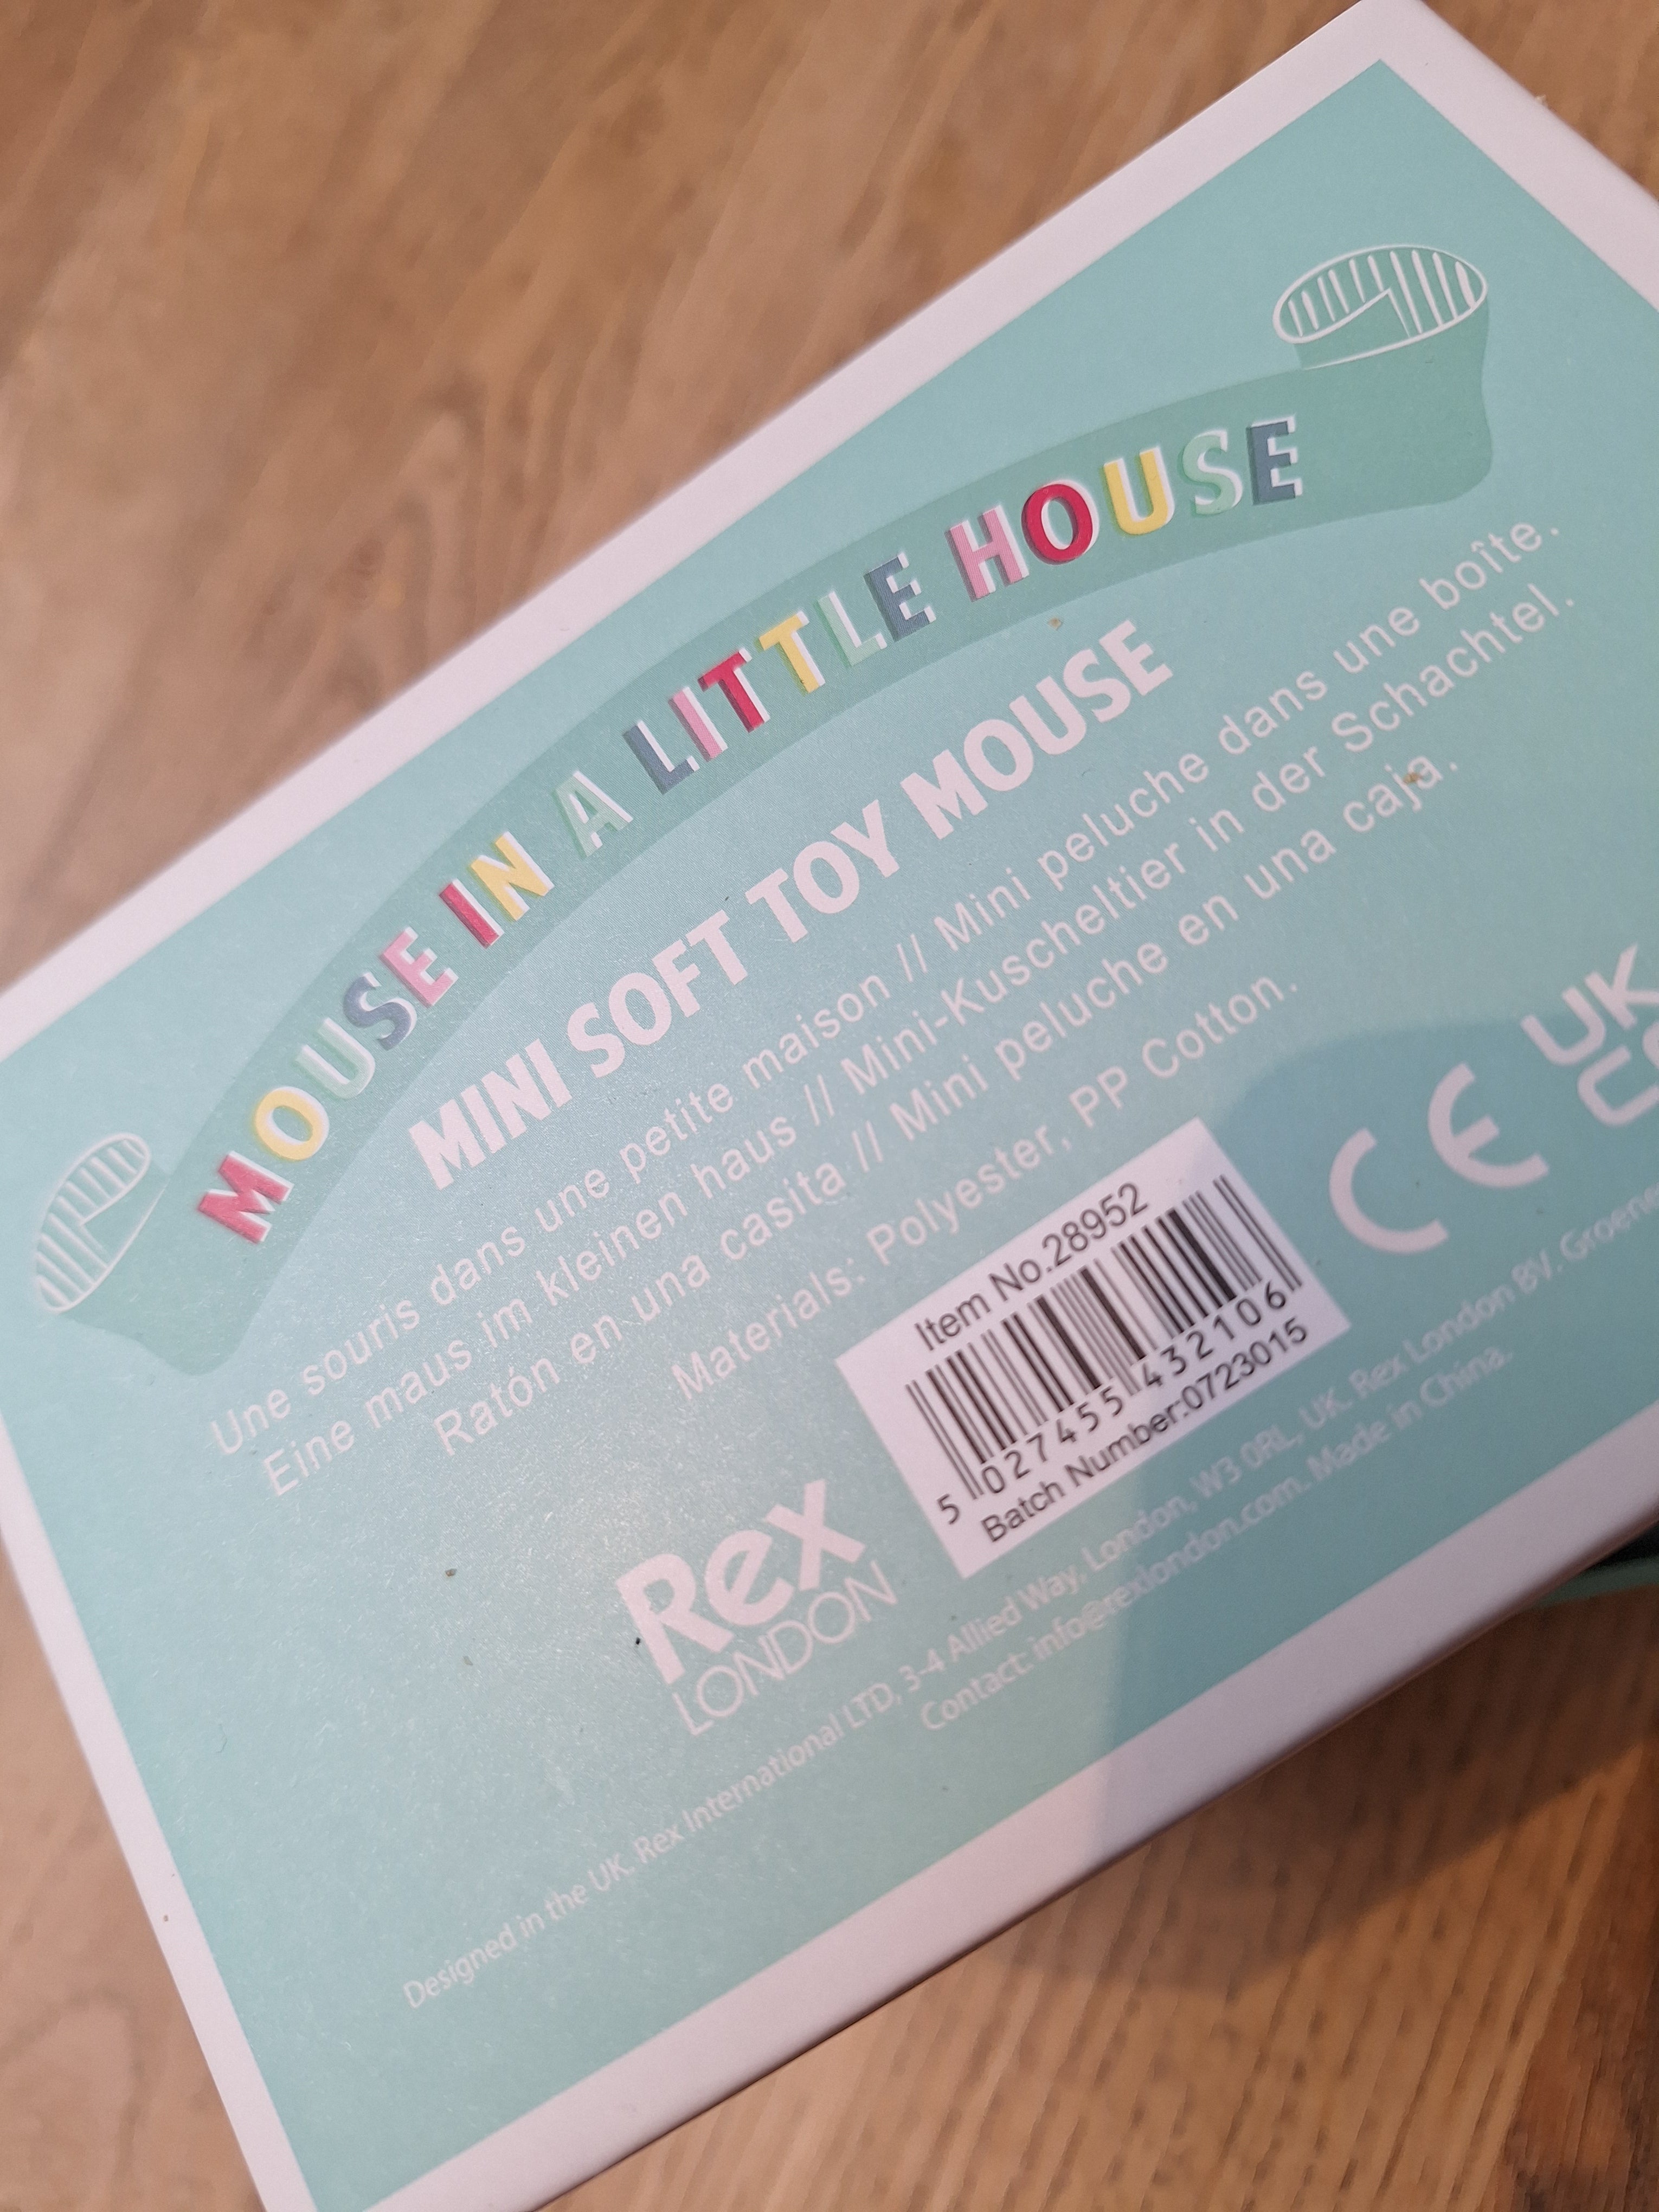 MOUSE IN A LITTLE HOUSE
MINI SOFT TOY MOUSE
Une souris dans une petite maison // Mini peluche dans une boîte.
Eine maus im kleinen haus // Mini-Kuscheltier in der Schachtel.
Ratón en una casita // Mini peluche en una caja.
Materials: Polyester, PP Cotton.
Rex
LONDON
Item No.28952
5 027455 432106
Batch Number:0723015
CE
UK
Designed in the UK. Rex International LTD, 3-4 Allied Way, London, W3 0RL, UK. Rex London BV.
Contact: info@rexlondon.com. Made in China.